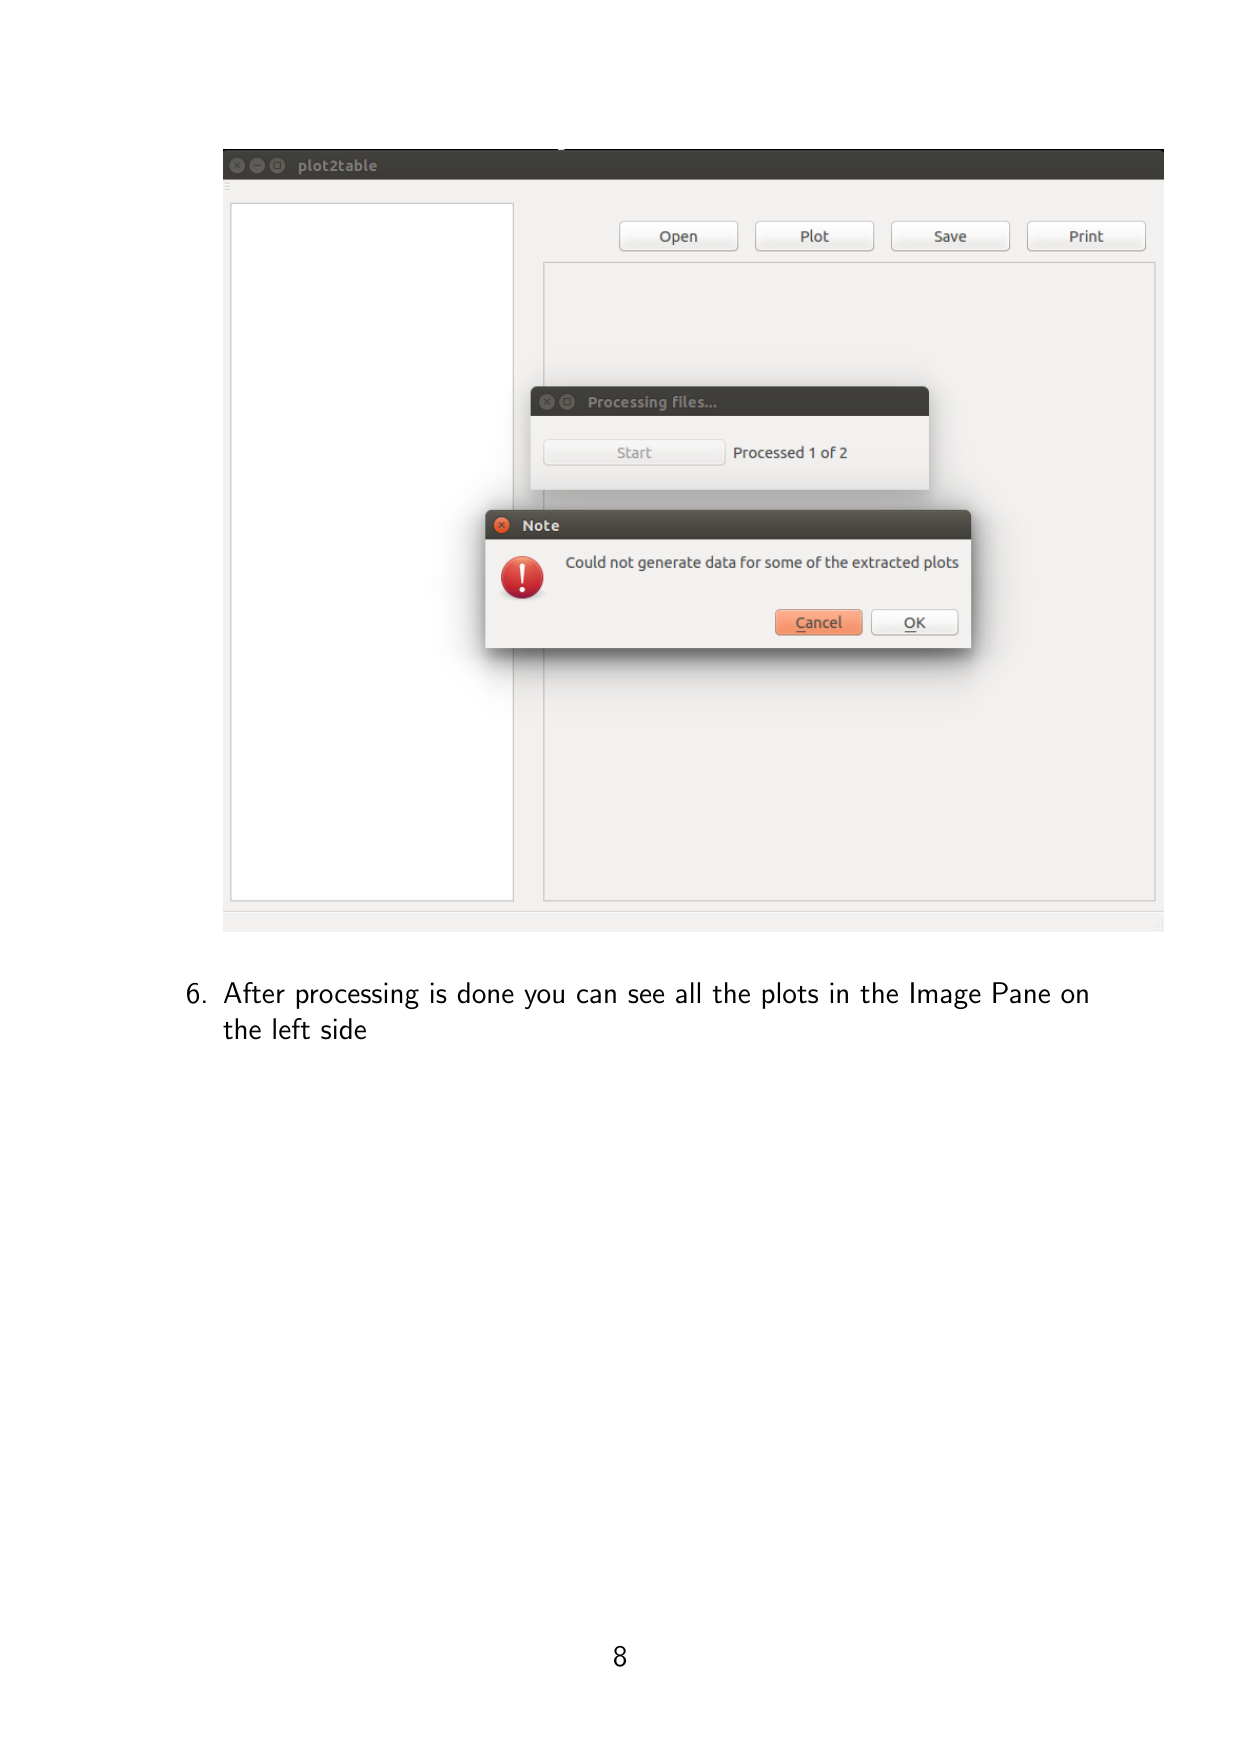 plot2table
Open Plot Save Print
Processing files...
Start Processed 1 of 2
Note
Could not generate data for some of the extracted plots
Cancel OK
6. After processing is done you can see all the plots in the Image Pane on
the left side
8